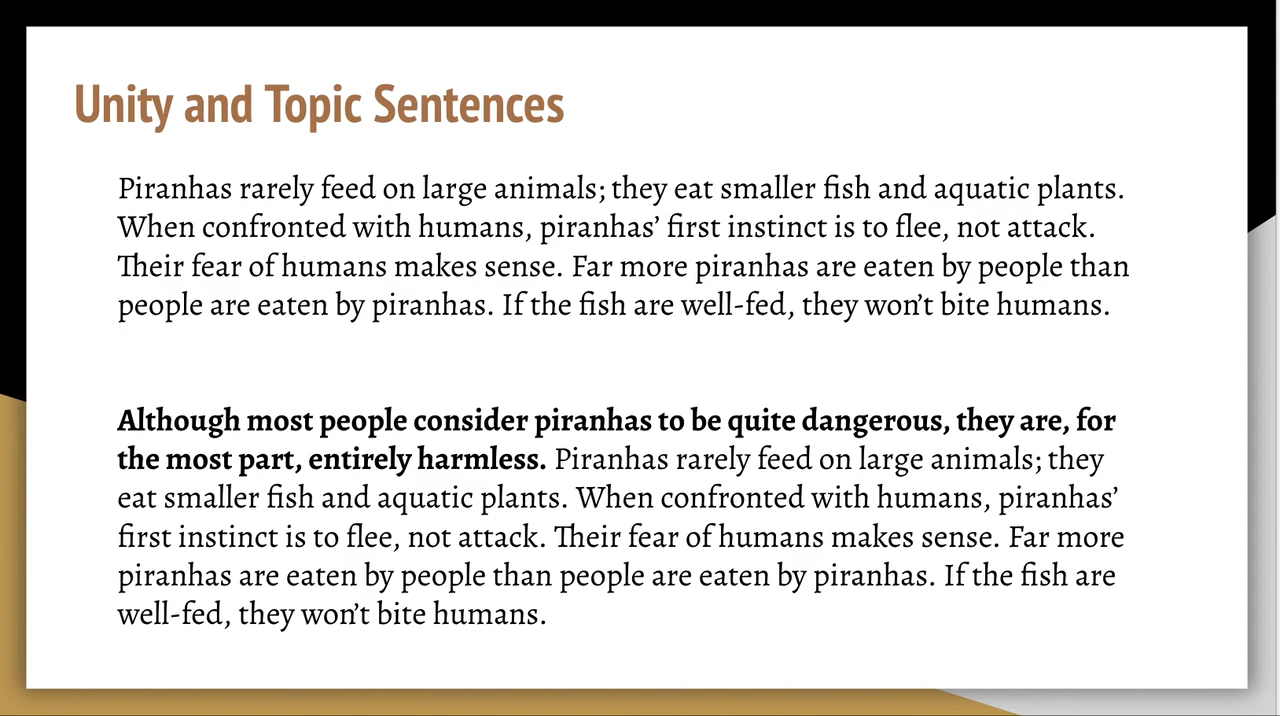 Unity and Topic Sentences
Piranhas rarely feed on large animals; they eat smaller fish and aquatic plants.
When confronted with humans, piranhas’ first instinct is to flee, not attack.
Their fear of humans makes sense. Far more piranhas are eaten by people than
people are eaten by piranhas. If the fish are well-fed, they won’t bite humans.
Although most people consider piranhas to be quite dangerous, they are, for
the most part, entirely harmless. Piranhas rarely feed on large animals; they
eat smaller fish and aquatic plants. When confronted with humans, piranhas’
first instinct is to flee, not attack. Their fear of humans makes sense. Far more
piranhas are eaten by people than people are eaten by piranhas. If the fish are
well-fed, they won’t bite humans.